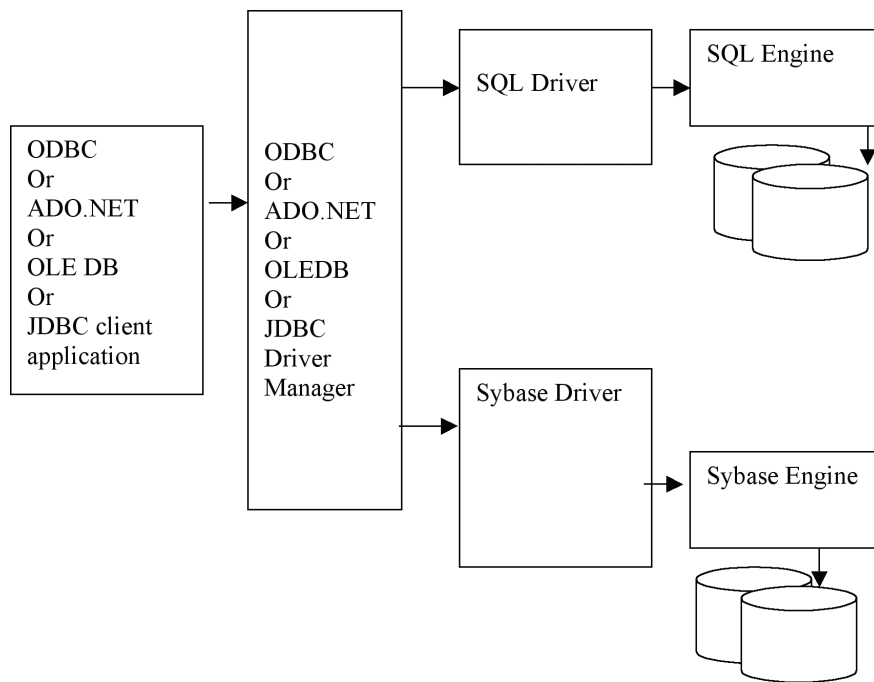 ODBC
Or
ADO.NET
Or
OLE DB
Or
JDBC client
application
ODBC
Or
ADO.NET
Or
OLEDB
Or
JDBC
Driver
Manager
SQL Driver
SQL Engine
Sybase Driver
Sybase Engine